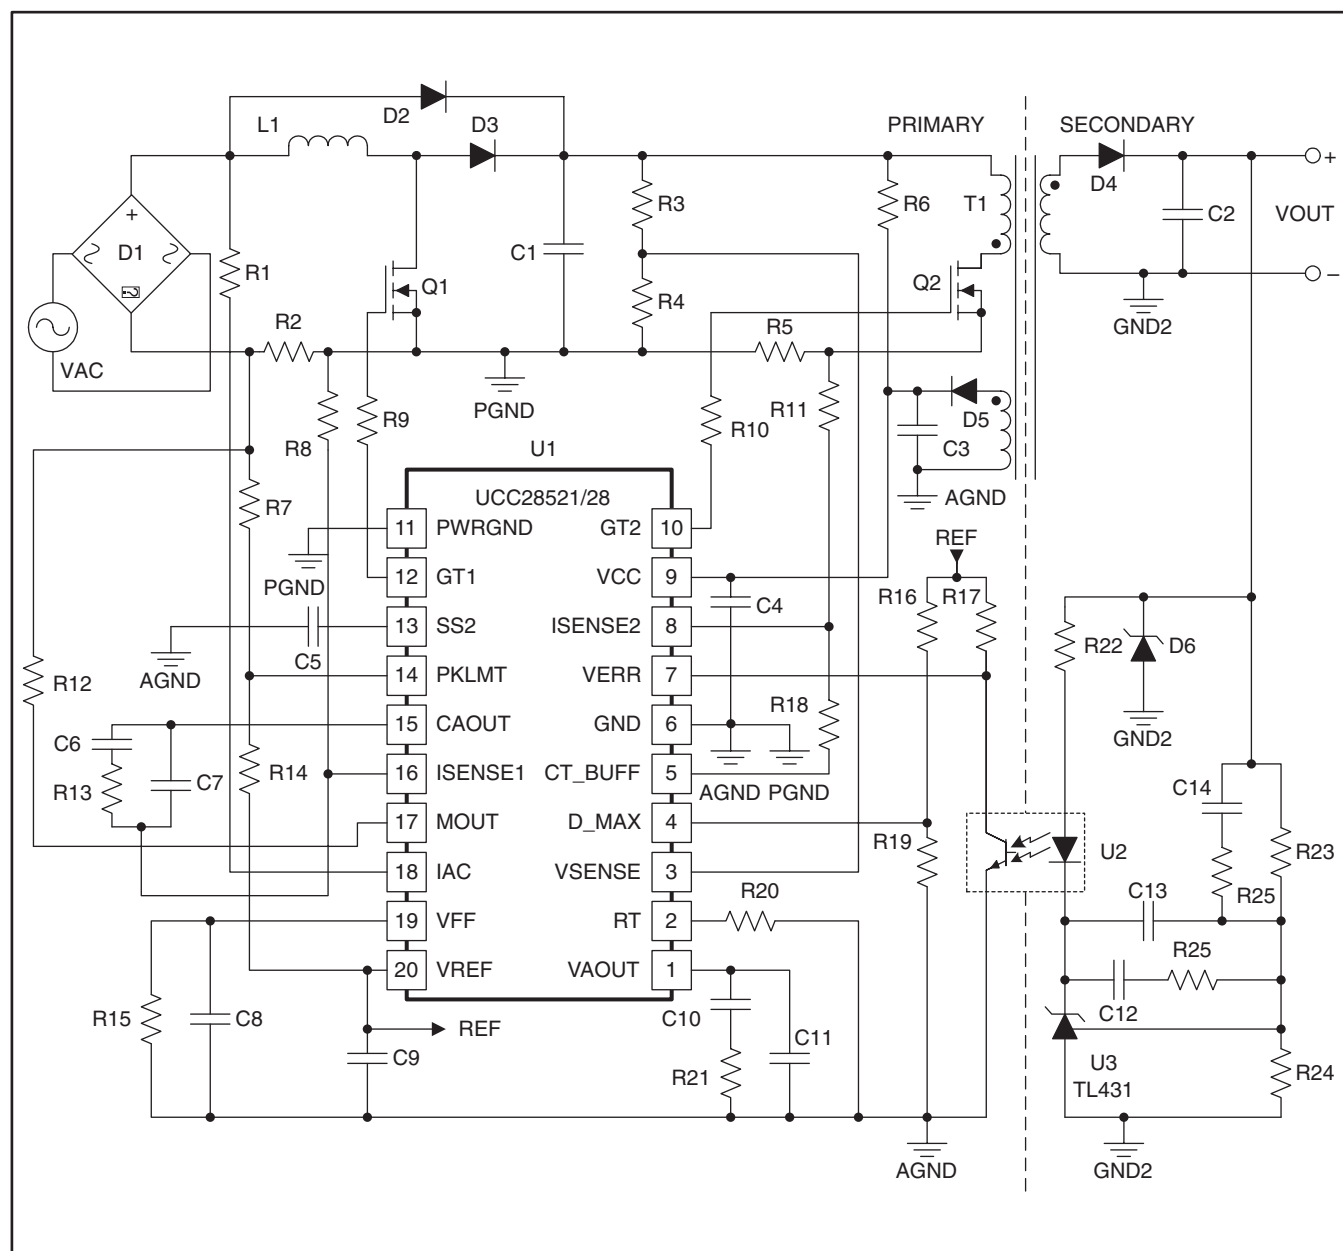 D2
L1
D3
PRIMARY
SECONDARY
+
D4
R3
R6
T1
C2
VOUT
+
D1
R1
C1
Q1
R4
Q2
–
R2
R5
GND2
VAC
PGND
R8
R9
R10
R11
D5
C3
U1
R7
UCC28521/28
AGND
11 PWRGND
GT2 10
REF
PGND
12 GT1
VCC 9
C4
R16
R17
13 SS2
ISENSE2 8
C5
R22
D6
AGND
R12
14 PKLMT
VERR 7
R18
C6
15 CAOUT
GND 6
GND2
R13
C7
R14
16 ISENSE1
CT_BUFF 5
AGND PGND
C14
17 MOUT
D_MAX 4
R19
U2
R23
18 IAC
VSENSE 3
R20
C13
R25
19 VFF
RT 2
R25
20 VREF
VAOUT 1
C12
R15
C8
REF
C10
C11
C9
R21
U3
TL431
R24
AGND
GND2